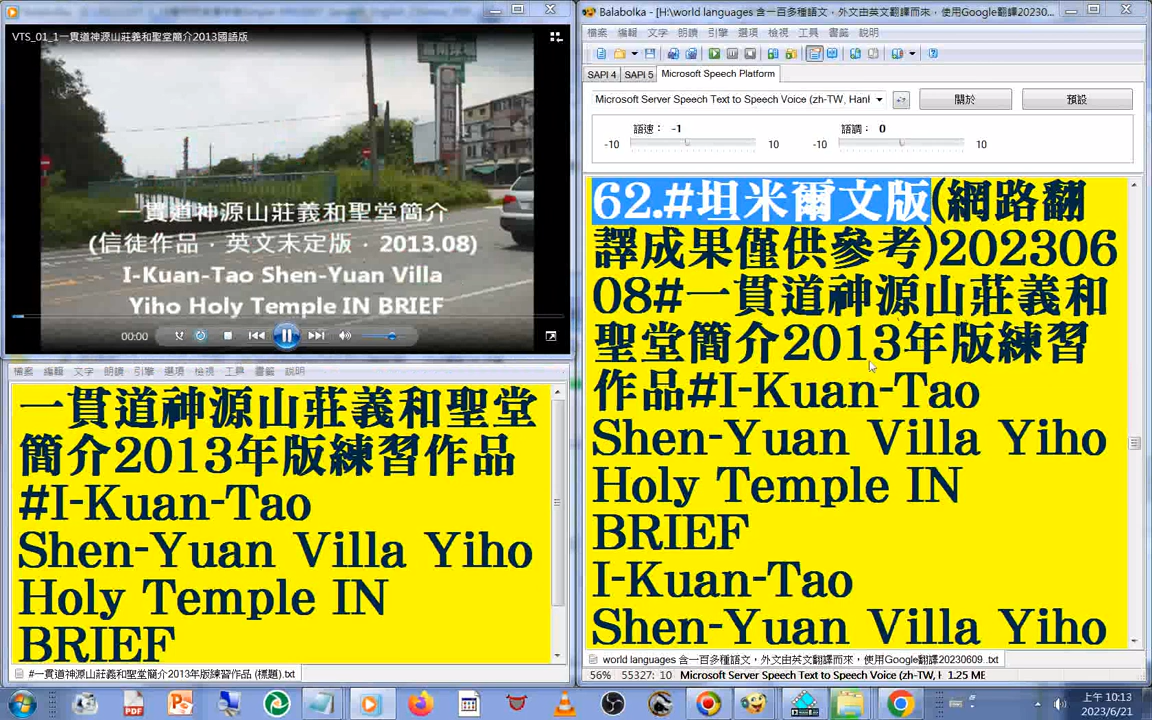 VTS_01_1一貫道神源山莊義和聖堂簡介2013國語版
一貫道神源山莊義和聖堂簡介
(信徒作品．英文未定版．2013.08)
I-Kuan-Tao Shen-Yuan Villa
Yiho Holy Temple IN BRIEF
00:00
檔案 編輯 文字 朗讀 引擎 檢視 工具 書籤 說明
一貫道神源山莊義和聖堂
簡介2013年版練習作品
#I-Kuan-Tao
Shen-Yuan Villa Yiho
Holy Temple IN
BRIEF
#一貫道神源山莊義和聖堂簡介2013年版練習作品 (標題).txt
Balabolka - [H:\world languages 含一百多種語文，外文由英文翻譯而來，使用Google翻譯20230...
檔案 編輯 文字 朗讀 引擎 選項 檢視 工具 書籤 說明
SAPI 4 SAPI 5 Microsoft Speech Platform
Microsoft Server Speech Text to Speech Voice (zh-TW, Hanl
關於 預設
語速： -1 語調： 0
-10 10 -10 10
62.#坦米爾文版(網路翻
譯成果僅供參考)202306
08#一貫道神源山莊義和
聖堂簡介2013年版練習
作品#I-Kuan-Tao
Shen-Yuan Villa Yiho
Holy Temple IN
BRIEF
I-Kuan-Tao
Shen-Yuan Villa Yiho
world languages 含一百多種語文，外文由英文翻譯而來，使用Google翻譯20230609..txt
56% 55327: 10 Microsoft Server Speech Text to Speech Voice (zh-TW, H 1.25 ME
PDF
上午 10:13
2023/6/21